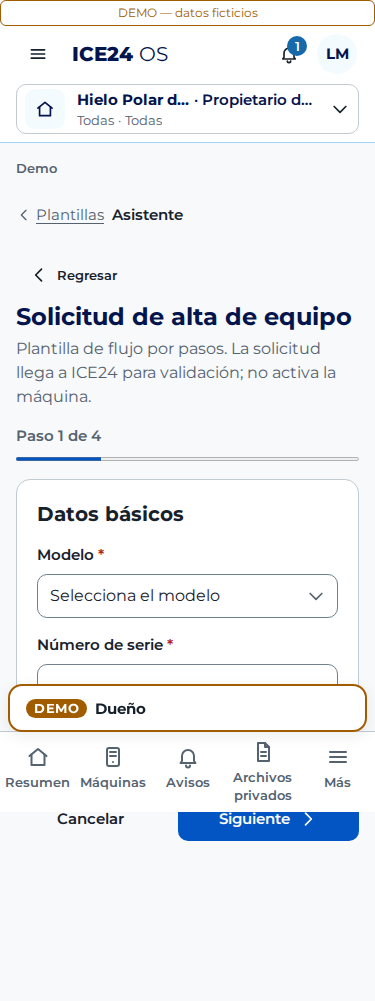 DEMO — datos ficticios
ICE24 OS
1
LM
Hielo Polar d... · Propietario d...
Todas · Todas
Demo
Plantillas Asistente
Regresar
Solicitud de alta de equipo
Plantilla de flujo por pasos. La solicitud
llega a ICE24 para validación; no activa la
máquina.
Paso 1 de 4
Datos básicos
Modelo *
Selecciona el modelo
Número de serie *
DEMO Dueño
Resumen
Máquinas
Avisos
Archivos
privados
Más
Cancelar
Siguiente